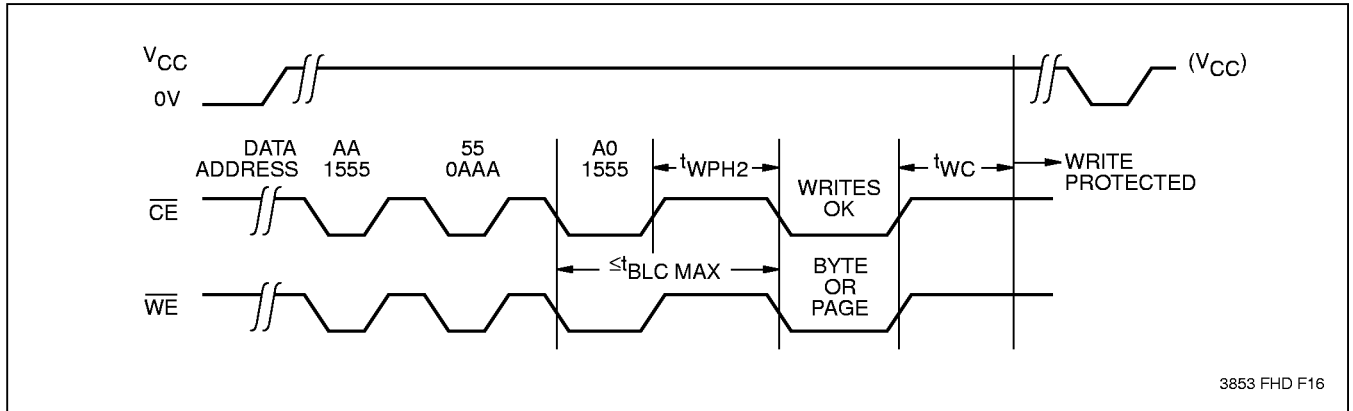 VCC
0V
(VCC)
DATA AA 55 A0
ADDRESS 1555 0AAA 1555
tWPH2
WRITES
OK
tWC
WRITE
PROTECTED
CE
≤tBLC MAX
BYTE
OR
PAGE
WE
3853 FHD F16